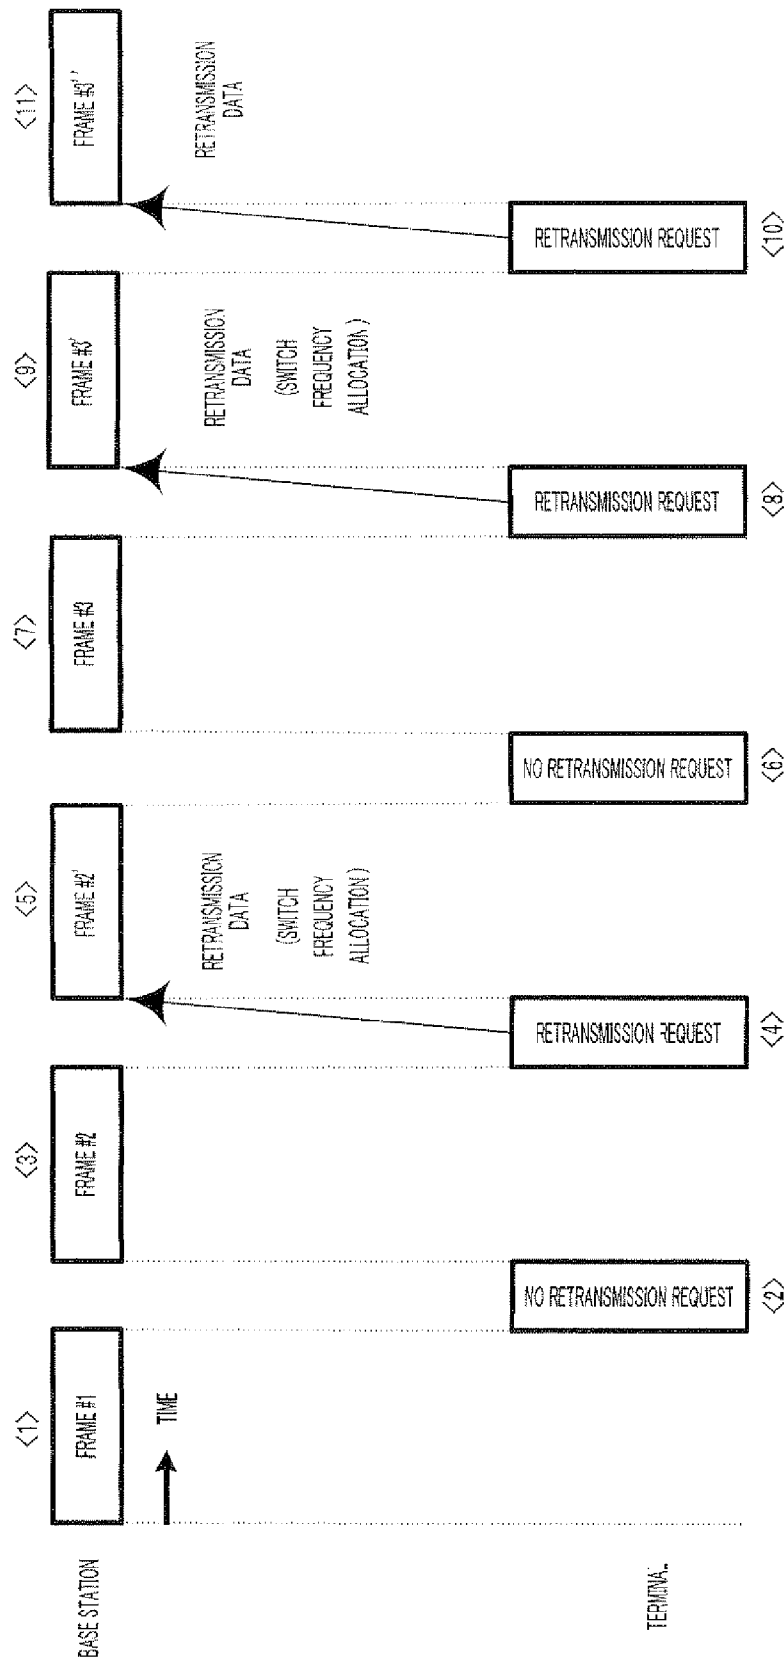 BASE STATION
<1>
FRAME #1
TIME
<3>
FRAME #2
<5>
FRAME #2'
RETRANSMISSION
DATA
(SWITCH
FREQUENCY
ALLOCATION)
<7>
FRAME #3
<9>
FRAME #3'
RETRANSMISSION
DATA
(SWITCH
FREQUENCY
ALLOCATION)
<11>
FRAME #3''
RETRANSMISSION
DATA
TERMINAL
NO RETRANSMISSION REQUEST
<2>
RETRANSMISSION REQUEST
<4>
NO RETRANSMISSION REQUEST
<6>
RETRANSMISSION REQUEST
<8>
RETRANSMISSION REQUEST
<10>